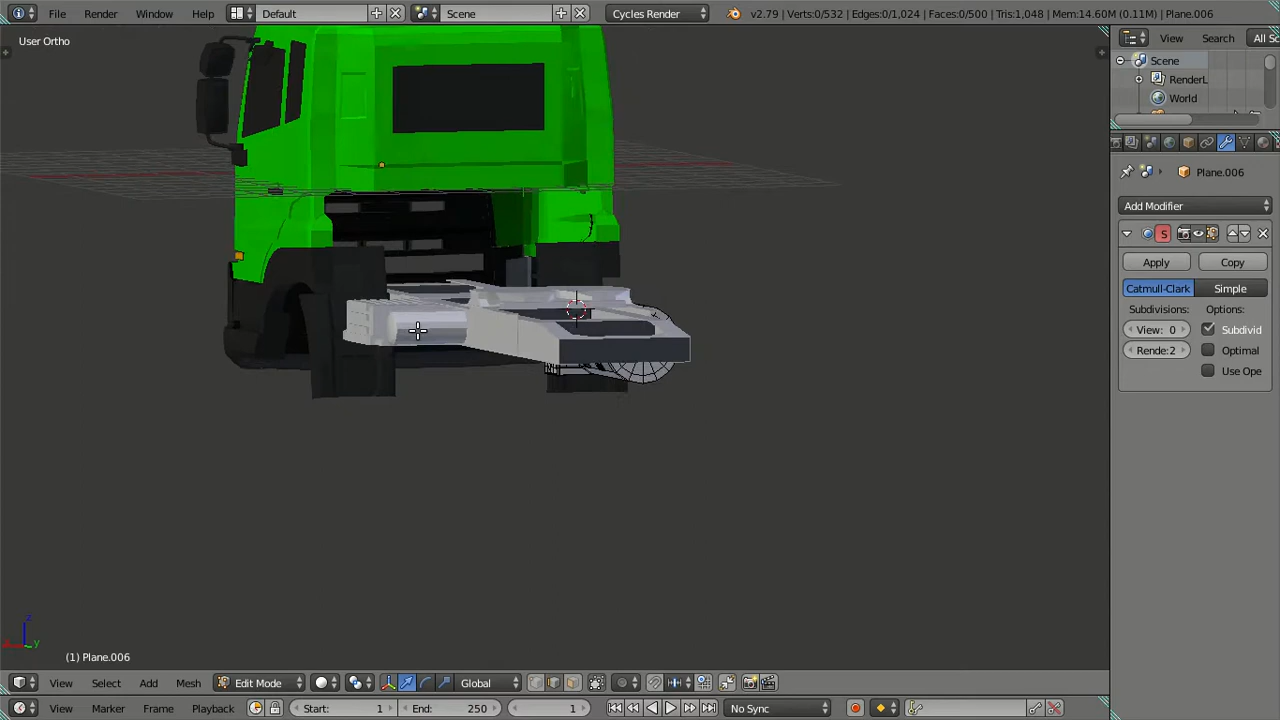 File Render Window Help Default Scene Cycles Render v2.79 | Verts:0/532 | Edges:0/1,024 | Faces:0/500 | Tris:1,048 | Mem:14.60M (0.11M) | Plane.006
User Ortho
View Search All Sc
Scene
RenderL
World
Plane.006
Add Modifier
S
Apply Copy
Catmull-Clark Simple
Subdivisions: Options:
View: 0 Subdivid
Rende:2 Optimal
Use Ope
z
y
(1) Plane.006
View Select Add Mesh Edit Mode Global
View Marker Frame Playback Start: 1 End: 250 1 No Sync